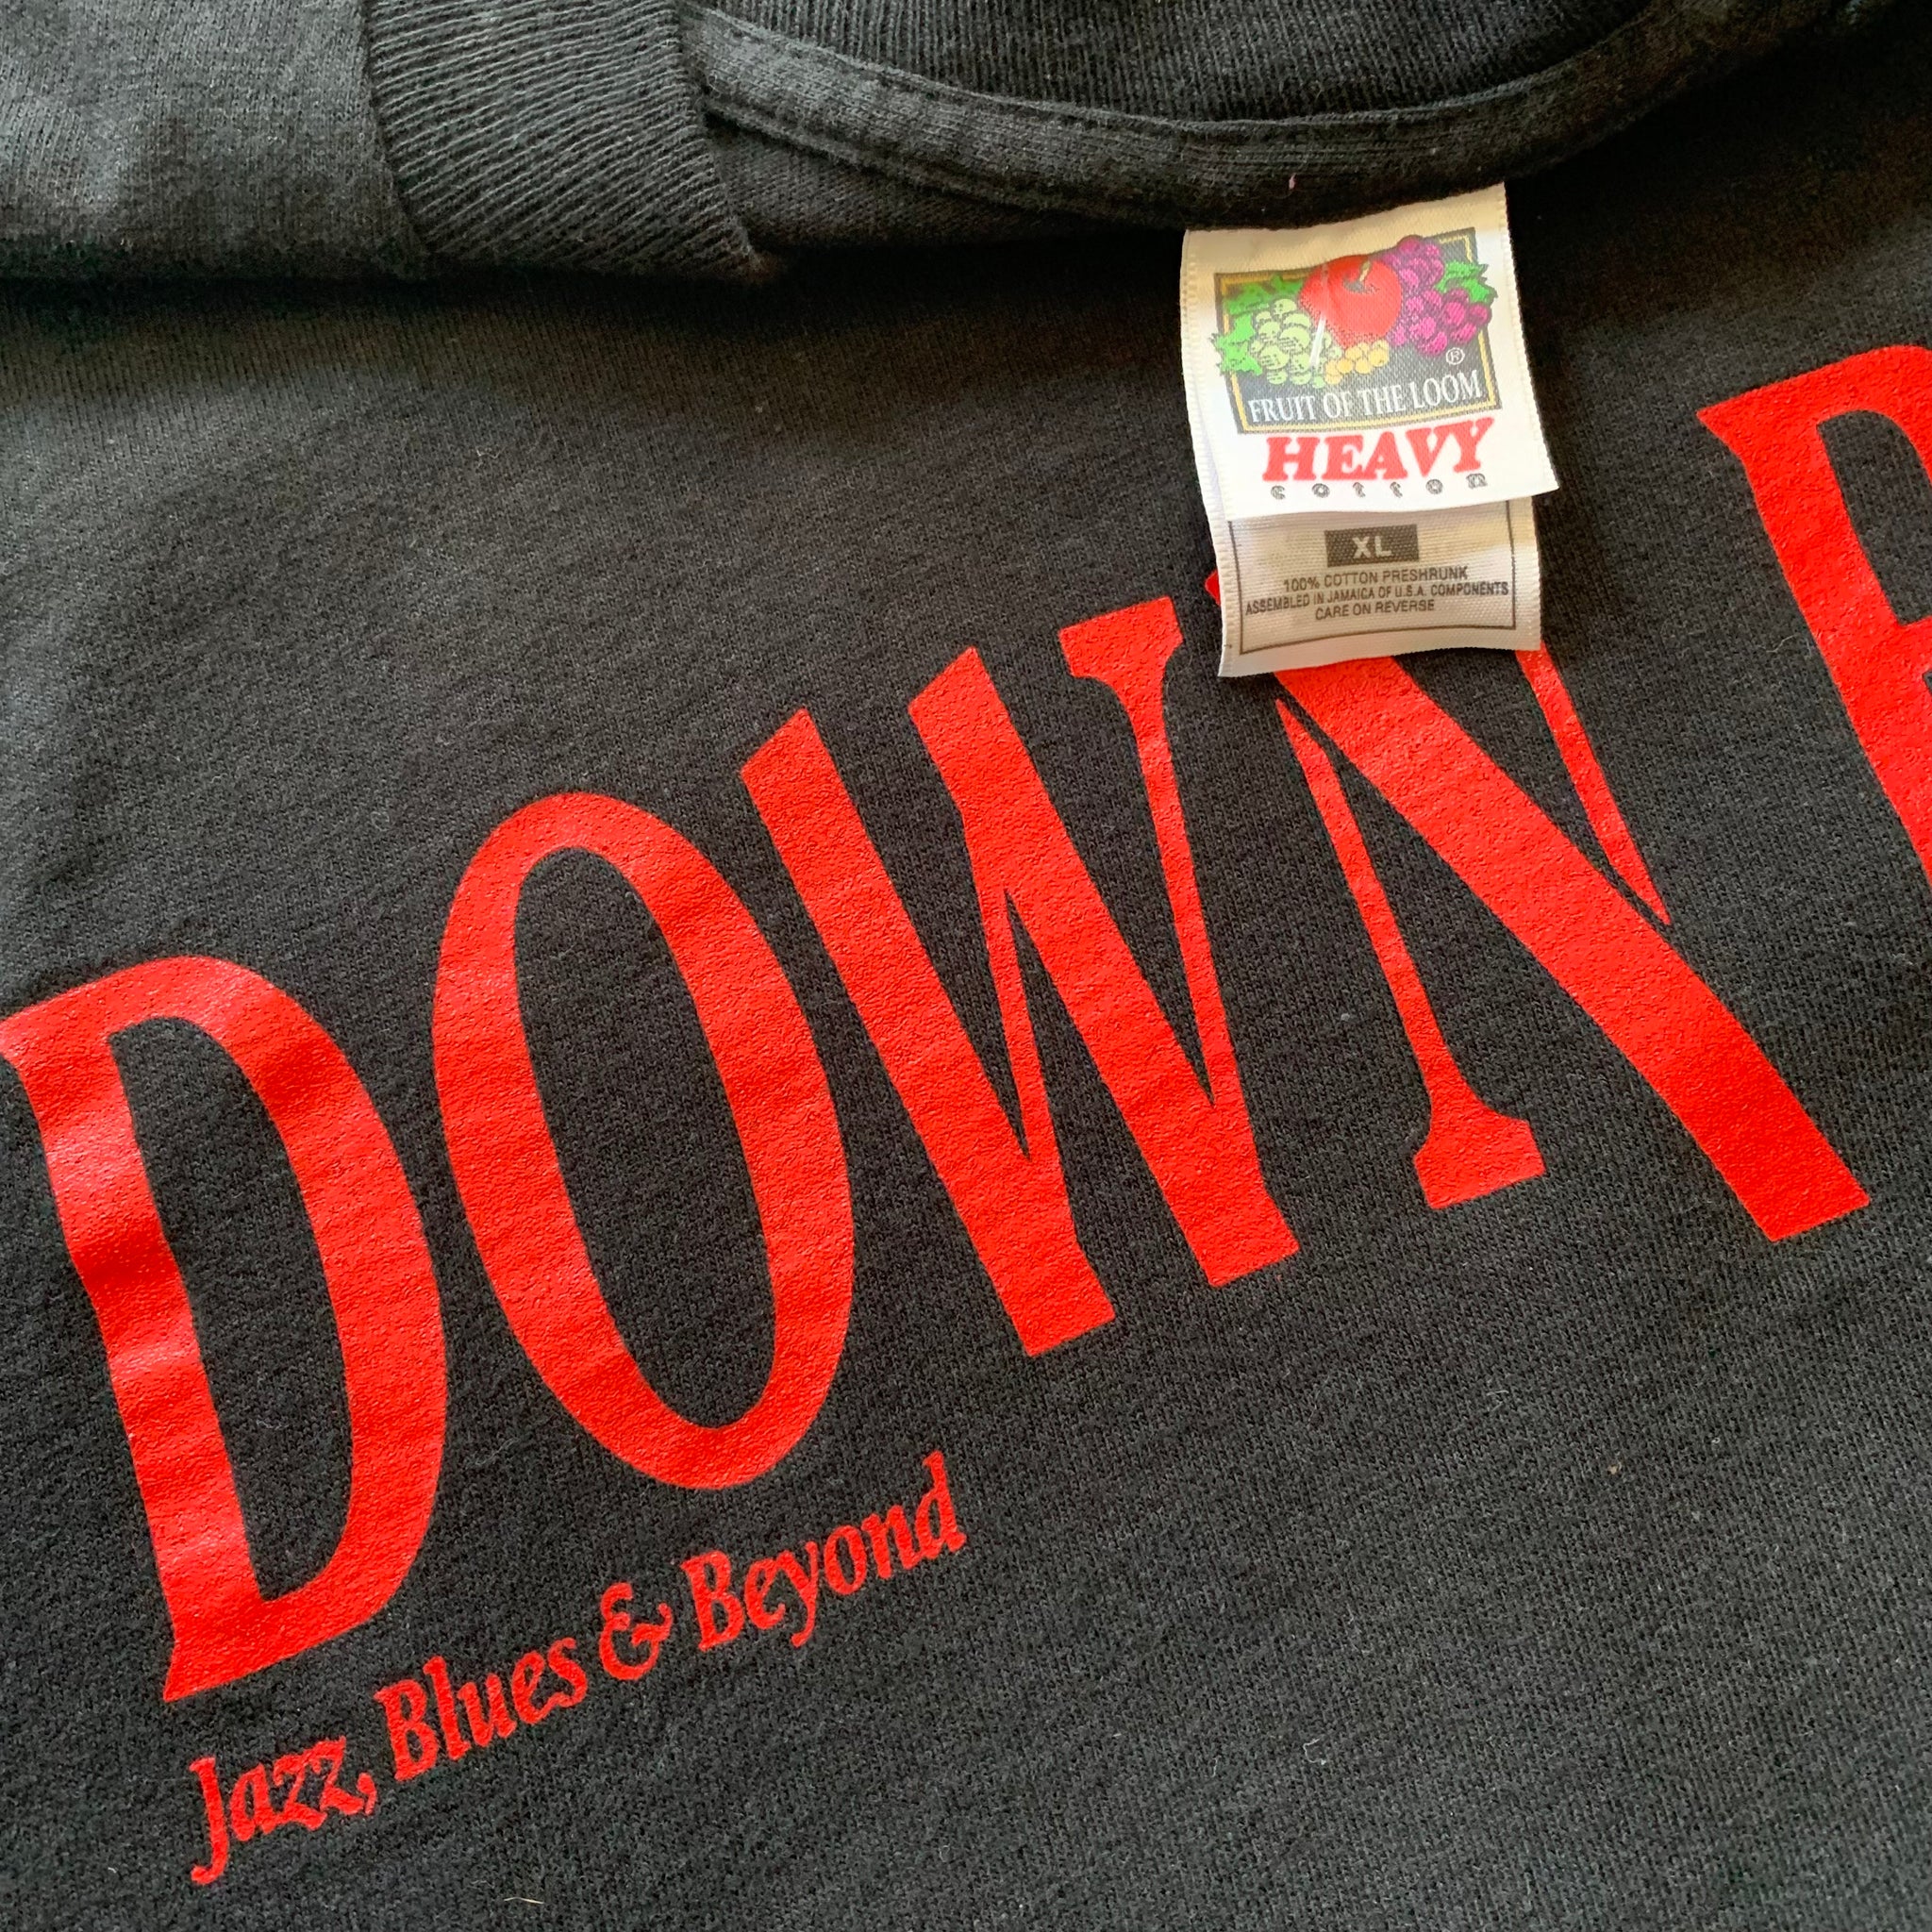 FRUIT OF THE LOOM
®
HEAVY
cotton
XL
100% COTTON PRESHRUNK
ASSEMBLED IN JAMAICA OF U.S.A. COMPONENTS
CARE ON REVERSE
DOWN
Jazz, Blues & Beyond